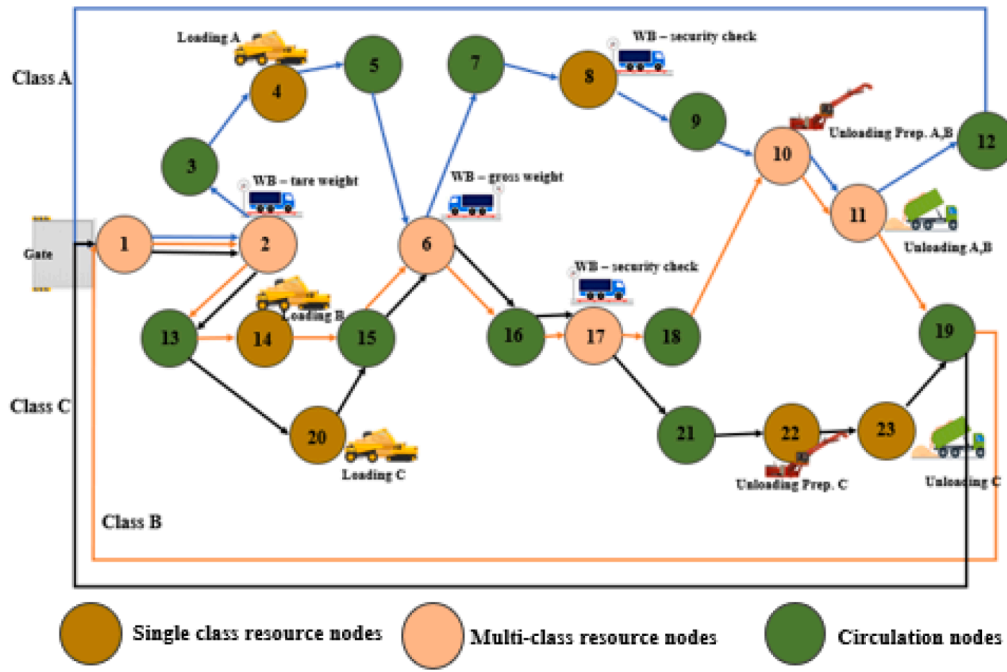 Loading A
WB – security check
Class A
4
5
7
8
9
Unloading Prep. A,B
12
10
3
WB – tare weight
WB – gross weight
11
Gate
1
2
6
Unloading A,B
WB – security check
Loading B
13
14
15
16
17
18
19
Class C
20
21
22
23
Loading C
Unloading Prep. C
Unloading C
Class B
Single class resource nodes
Multi-class resource nodes
Circulation nodes